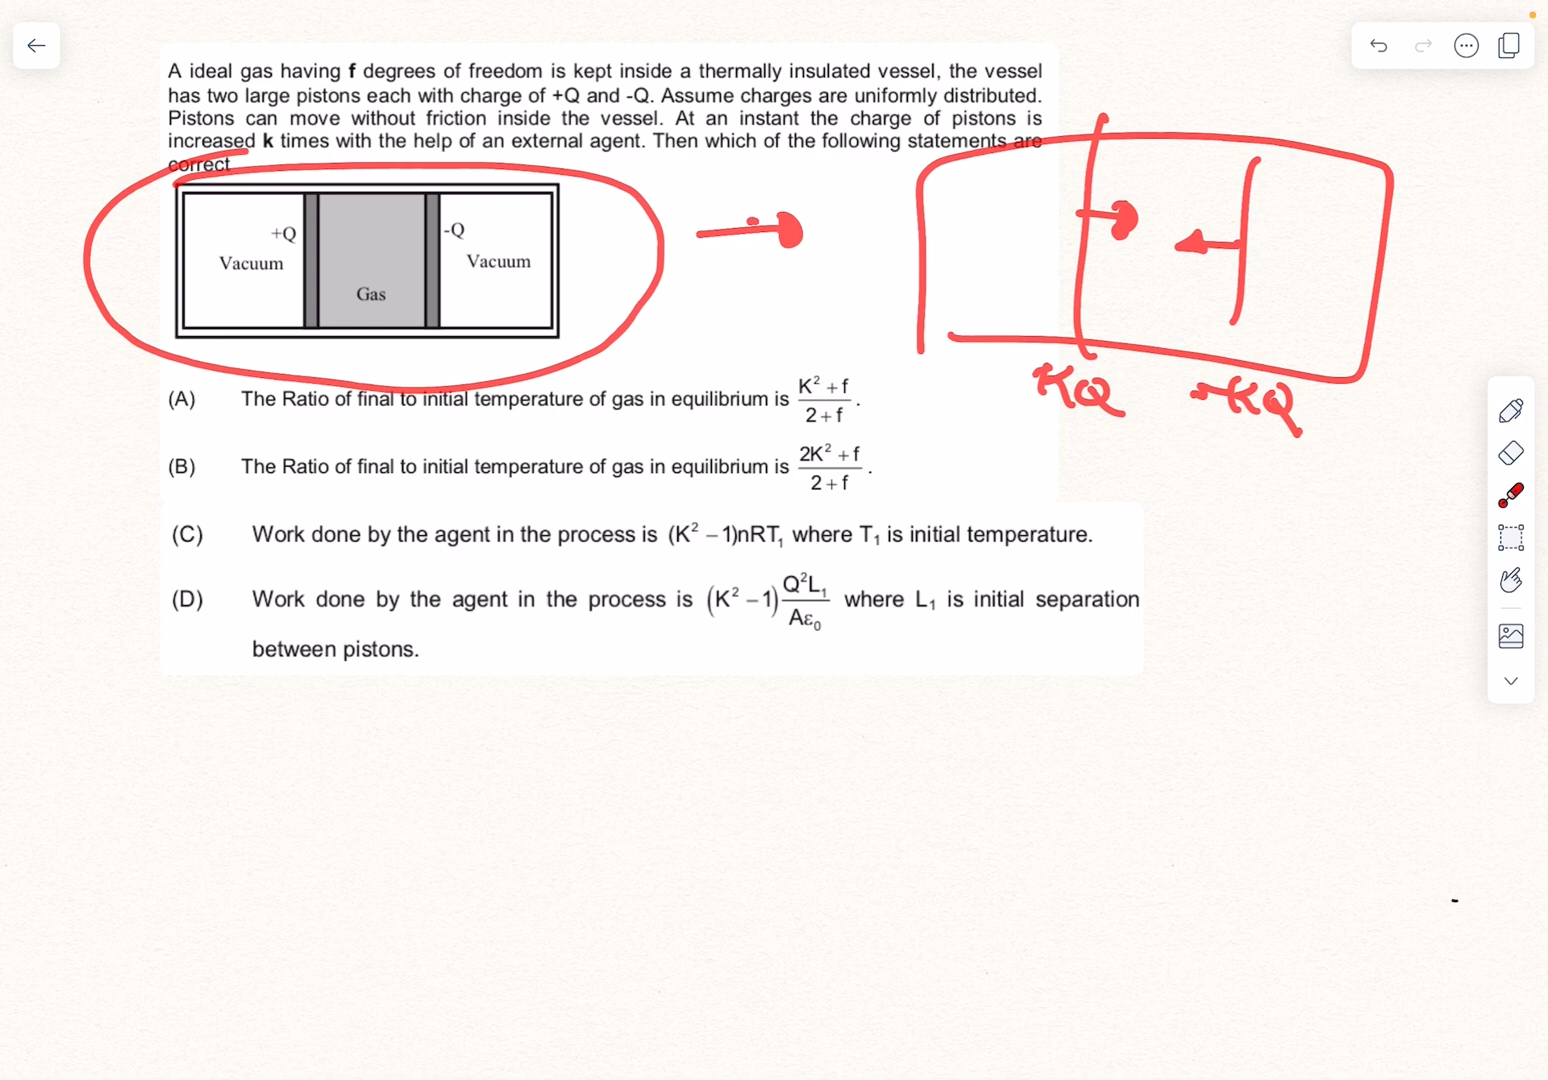 A ideal gas having f degrees of freedom is kept inside a thermally insulated vessel, the vessel
has two large pistons each with charge of +Q and -Q. Assume charges are uniformly distributed.
Pistons can move without friction inside the vessel. At an instant the charge of pistons is
increased k times with the help of an external agent. Then which of the following statements are
correct
+Q
-Q
Vacuum
Vacuum
Gas
KQ
-KQ
(A) The Ratio of final to initial temperature of gas in equilibrium is (K² + f)/(2 + f).
(B) The Ratio of final to initial temperature of gas in equilibrium is (2K² + f)/(2 + f).
(C) Work done by the agent in the process is (K² – 1)nRT₁ where T₁ is initial temperature.
(D) Work done by the agent in the process is (K² – 1) Q²L₁/Aε₀ where L₁ is initial separation
between pistons.